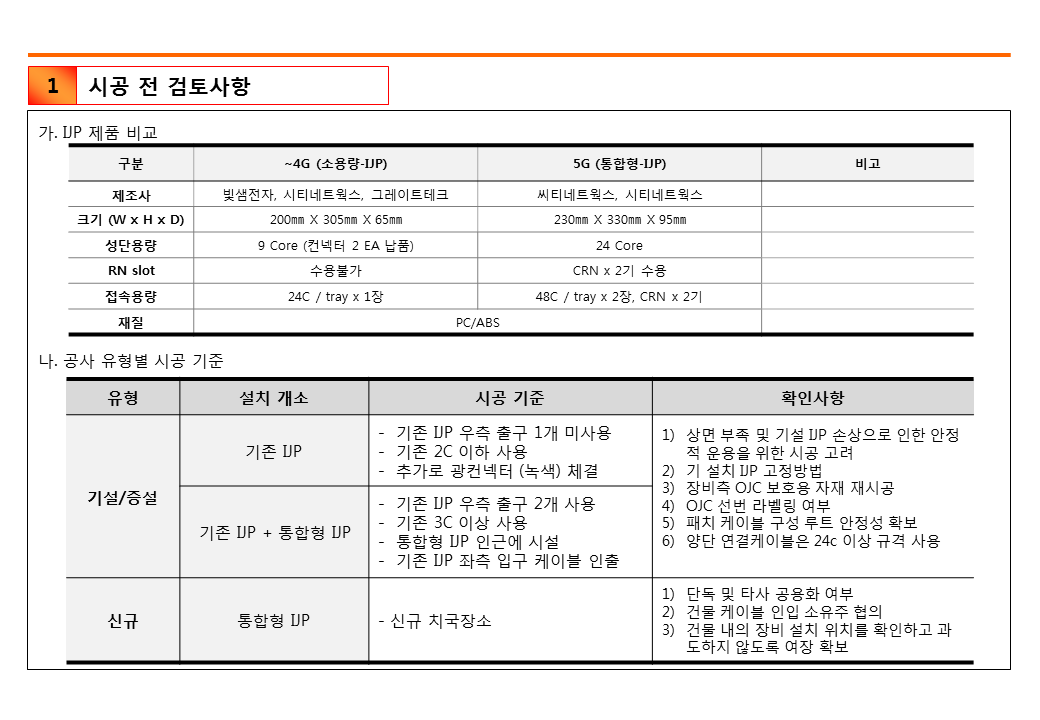 1 시공 전 검토사항
가. IJP 제품 비교
구분 ~4G (소용량-IJP) 5G (통합형-IJP) 비고
제조사 빛샘전자, 시티네트웍스, 그레이트테크 씨티네트웍스, 시티네트웍스
크기 (W x H x D) 200㎜ X 305㎜ X 65㎜ 230㎜ X 330㎜ X 95㎜
성단용량 9 Core (컨넥터 2 EA 납품) 24 Core
RN slot 수용불가 CRN x 2기 수용
접속용량 24C / tray x 1장 48C / tray x 2장, CRN x 2기
재질 PC/ABS
나. 공사 유형별 시공 기준
유형 설치 개소 시공 기준 확인사항
기설/증설
기존 IJP
- 기존 IJP 우측 출구 1개 미사용
- 기존 2C 이하 사용
- 추가로 광컨넥터 (녹색) 체결
기존 IJP + 통합형 IJP
- 기존 IJP 우측 출구 2개 사용
- 기존 3C 이상 사용
- 통합형 IJP 인근에 시설
- 기존 IJP 좌측 입구 케이블 인출
1) 상면 부족 및 기설 IJP 손상으로 인한 안정
적 운용을 위한 시공 고려
2) 기 설치 IJP 고정방법
3) 장비측 OJC 보호용 자재 재시공
4) OJC 선번 라벨링 여부
5) 패치 케이블 구성 루트 안정성 확보
6) 양단 연결케이블은 24c 이상 규격 사용
신규
통합형 IJP
- 신규 치국장소
1) 단독 및 타사 공용화 여부
2) 건물 케이블 인입 소유주 협의
3) 건물 내의 장비 설치 위치를 확인하고 과
도하지 않도록 여장 확보